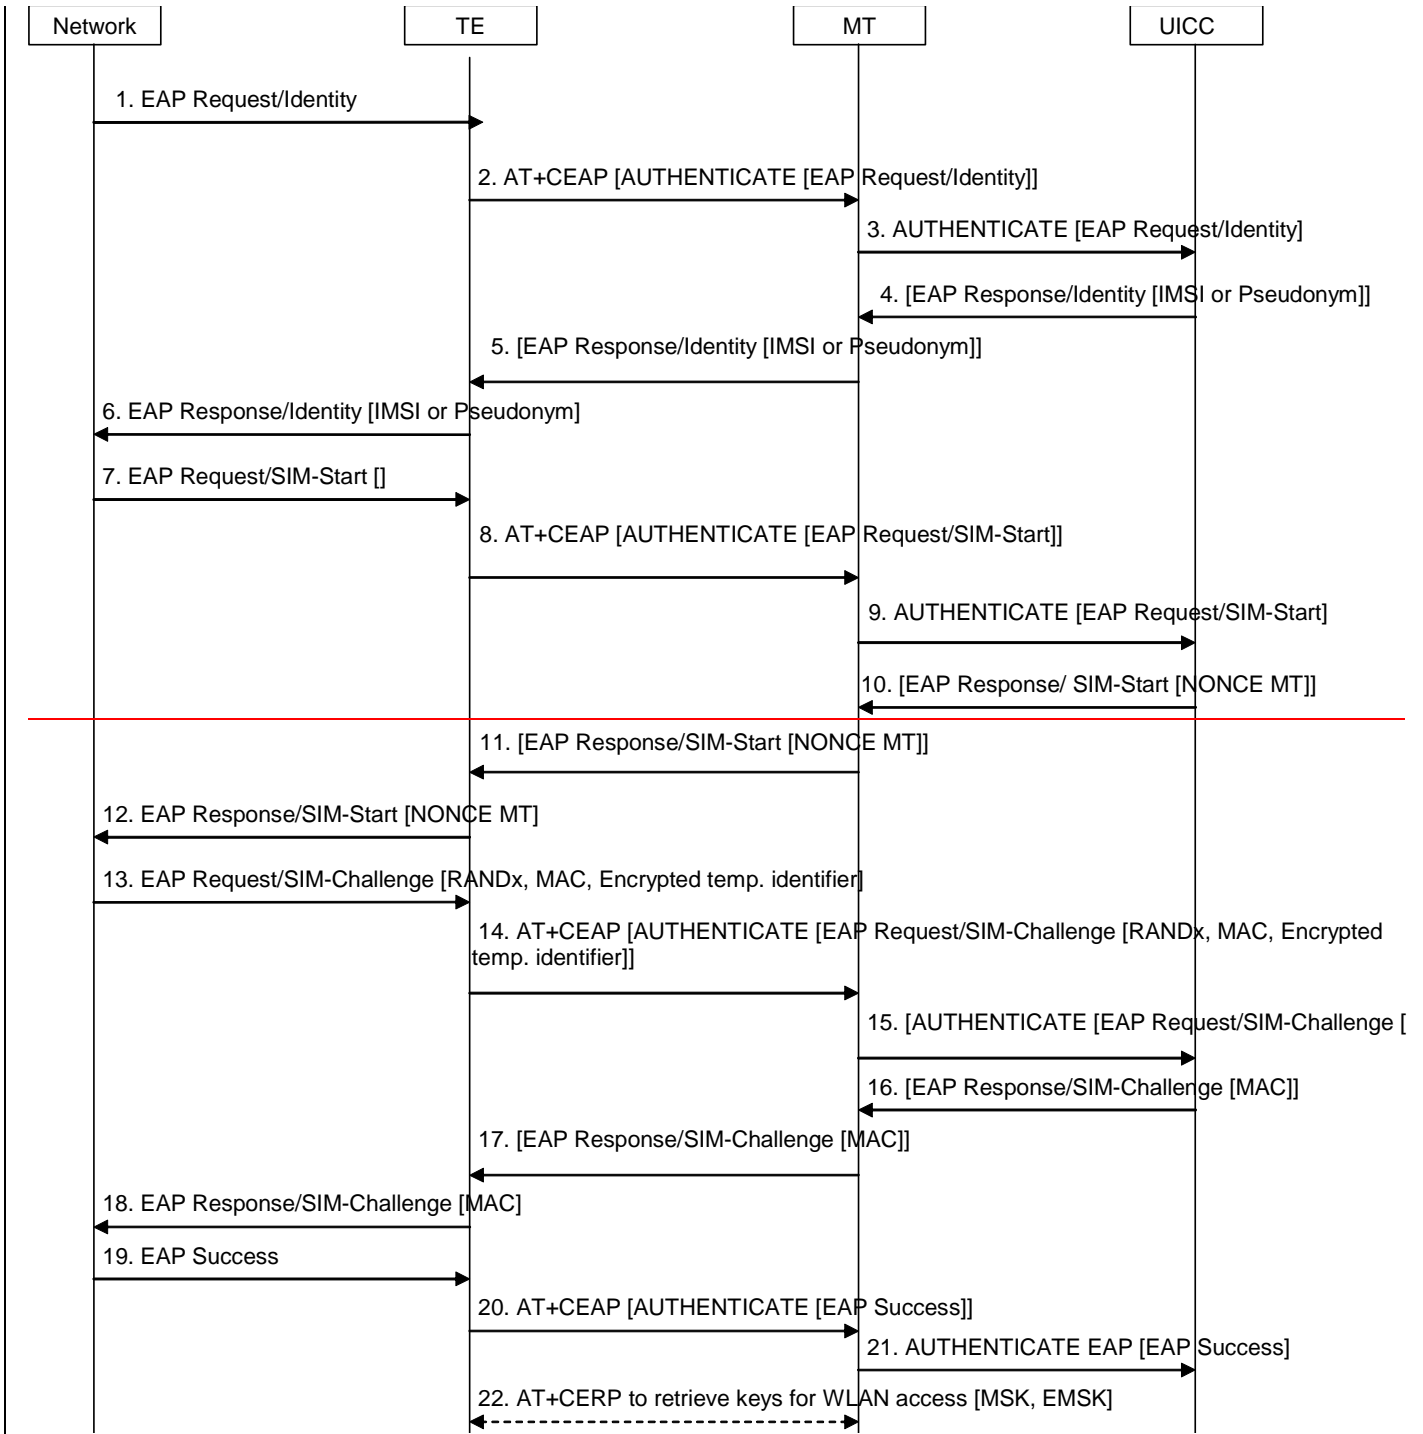 Network
TE
MT
UICC
1. EAP Request/Identity
2. AT+CEAP [AUTHENTICATE [EAP Request/Identity]]
3. AUTHENTICATE [EAP Request/Identity]
4. [EAP Response/Identity [IMSI or Pseudonym]]
5. [EAP Response/Identity [IMSI or Pseudonym]]
6. EAP Response/Identity [IMSI or Pseudonym]
7. EAP Request/SIM-Start []
8. AT+CEAP [AUTHENTICATE [EAP Request/SIM-Start]]
9. AUTHENTICATE [EAP Request/SIM-Start]
10. [EAP Response/ SIM-Start [NONCE MT]]
11. [EAP Response/SIM-Start [NONCE MT]]
12. EAP Response/SIM-Start [NONCE MT]
13. EAP Request/SIM-Challenge [RANDx, MAC, Encrypted temp. identifier]
14. AT+CEAP [AUTHENTICATE [EAP Request/SIM-Challenge [RANDx, MAC, Encrypted
temp. identifier]]
15. [AUTHENTICATE [EAP Request/SIM-Challenge [
16. [EAP Response/SIM-Challenge [MAC]]
17. [EAP Response/SIM-Challenge [MAC]]
18. EAP Response/SIM-Challenge [MAC]
19. EAP Success
20. AT+CEAP [AUTHENTICATE [EAP Success]]
21. AUTHENTICATE EAP [EAP Success]
22. AT+CERP to retrieve keys for WLAN access [MSK, EMSK]